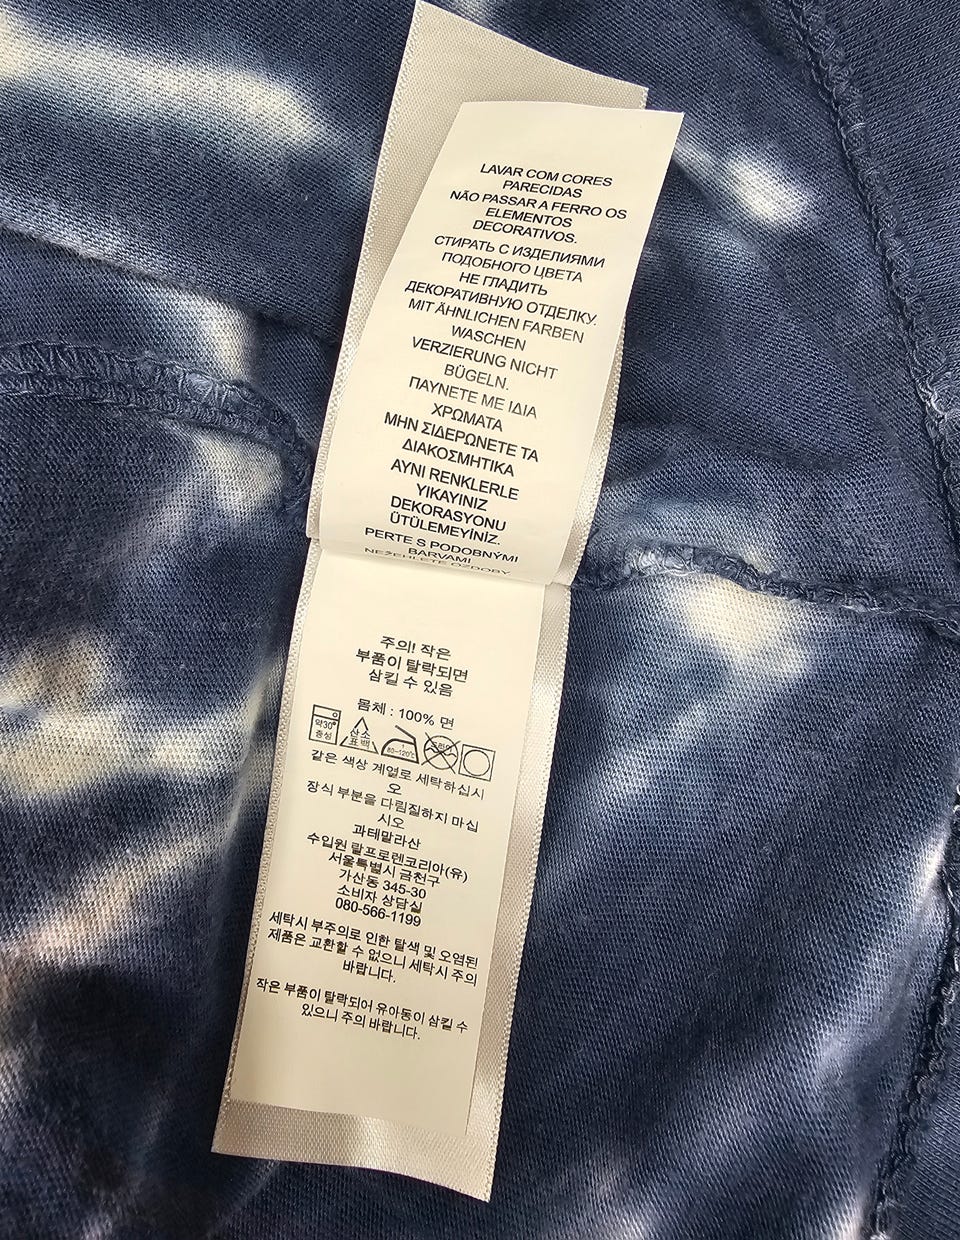 LAVAR COM CORES
PARECIDAS
NÃO PASSAR A FERRO OS
ELEMENTOS
DECORATIVOS.
СТИРАТЬ С ИЗДЕЛИЯМИ
ПОДОБНОГО ЦВЕТА
НЕ ГЛАДИТЬ
ДЕКОРАТИВНУЮ ОТДЕЛКУ.
MIT ÄHNLICHEN FARBEN
WASCHEN
VERZIERUNG NICHT
BÜGELN.
ΠΛΥΝΕΤΕ ΜΕ ΙΔΙΑ
ΧΡΩΜΑΤΑ
ΜΗΝ ΣΙΔΕΡΩΝΕΤΕ ΤΑ
ΔΙΑΚΟΣΜΗΤΙΚΑ
AYNI RENKLERLE
YIKAYINIZ
DEKORASYONU
ÜTÜLEMEYİNİZ.
PERTE S PODOBNÝMI
BARVAMI
NEŽEHLETE OZDOBY
주의! 작은
부품이 탈락되면
삼킬 수 있음
몸체 : 100% 면
약30° 중성 산소 표백 80~120°C
같은 색상 계열로 세탁하십시
오
장식 부분을 다림질하지 마십
시오
과테말라산
수입원 랄프로렌코리아(유)
서울특별시 금천구
가산동 345-30
소비자 상담실
080-566-1199
세탁시 부주의로 인한 탈색 및 오염된
제품은 교환할 수 없으니 세탁시 주의
바랍니다.
작은 부품이 탈락되어 유아동이 삼킬 수
있으니 주의 바랍니다.